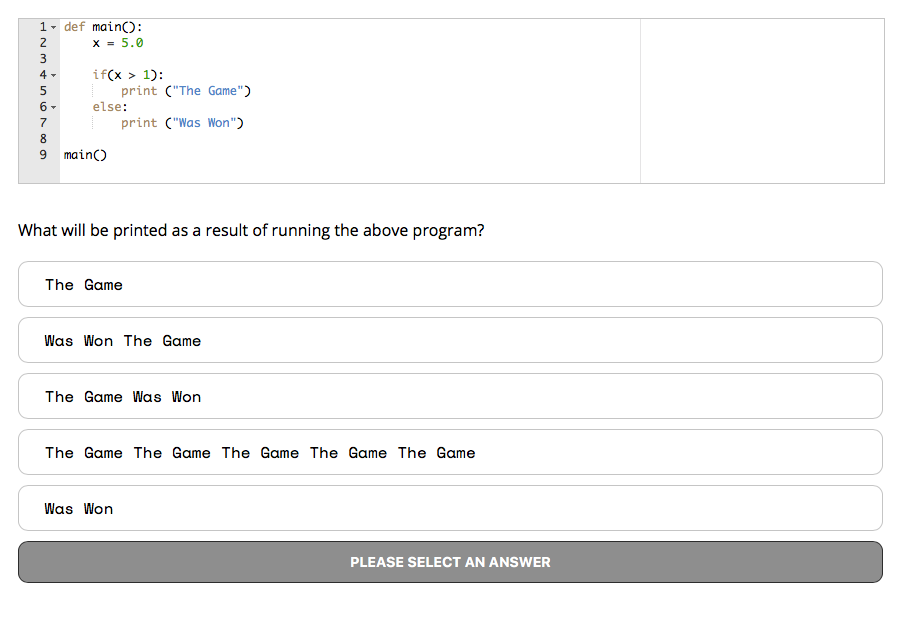 1 def main():
2     x = 5.0
3
4     if(x > 1):
5         print ("The Game")
6     else:
7         print ("Was Won")
8
9 main()
What will be printed as a result of running the above program?
The Game
Was Won The Game
The Game Was Won
The Game The Game The Game The Game The Game
Was Won
PLEASE SELECT AN ANSWER